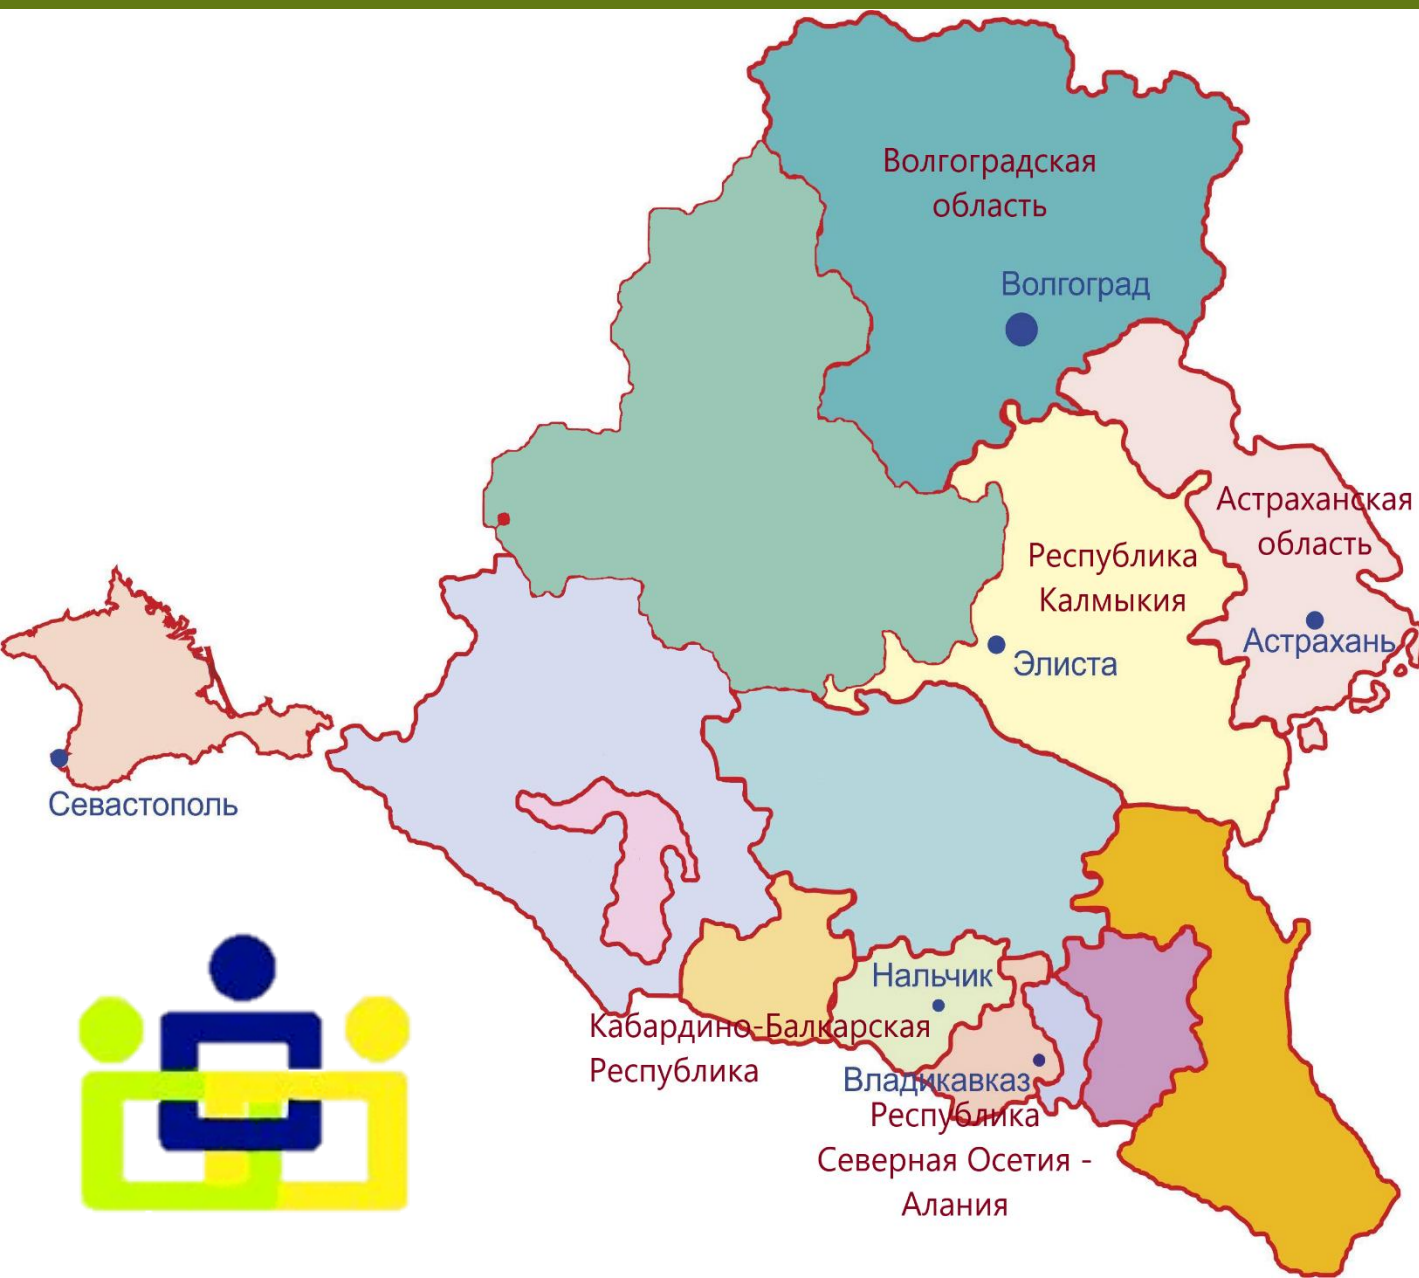 Волгоградская
область
Волгоград
Астраханская
область
Республика
Калмыкия
Астрахань
Элиста
Севастополь
Нальчик
Кабардино-Балкарская
Республика
Владикавказ
Республика
Северная Осетия -
Алания